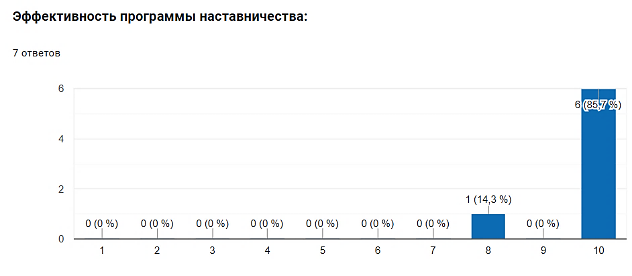 Эффективность программы наставничества:
7 ответов
6
4
2
0
0 (0 %) 0 (0 %) 0 (0 %) 0 (0 %) 0 (0 %) 0 (0 %) 0 (0 %) 1 (14,3 %) 0 (0 %) 6 (85,7 %)
1 2 3 4 5 6 7 8 9 10